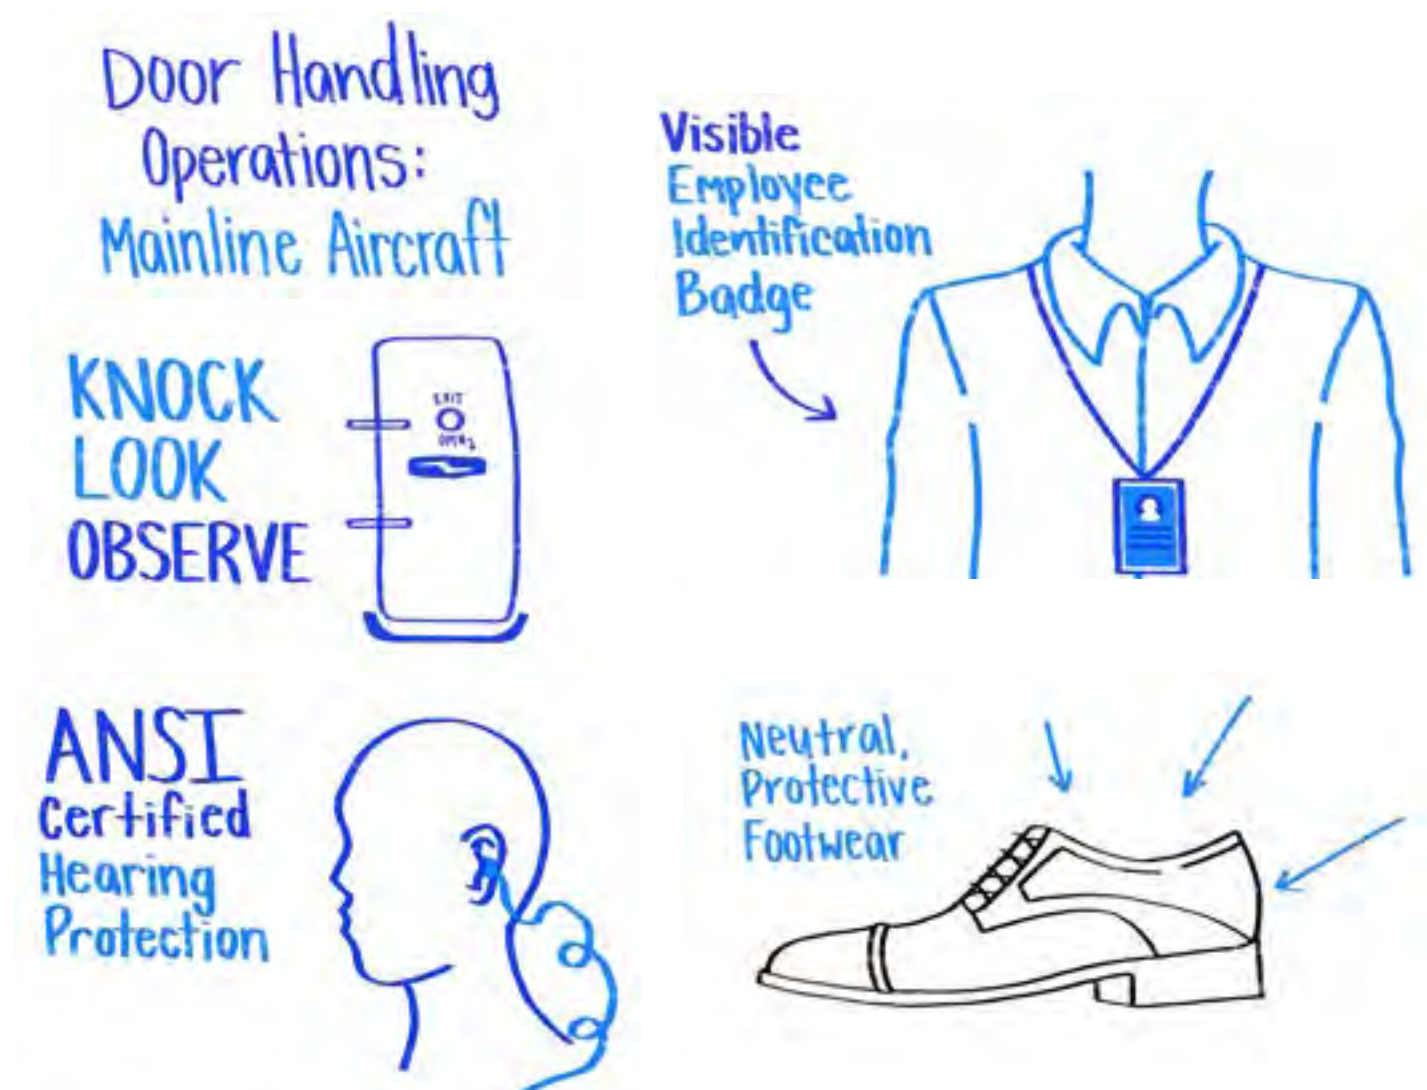 Door Handling
Operations:
Mainline Aircraft
KNOCK
LOOK
OBSERVE
EXIT
Visible
Employee
Identification
Badge
ANSI
Certified
Hearing
Protection
Neutral,
Protective
Footwear